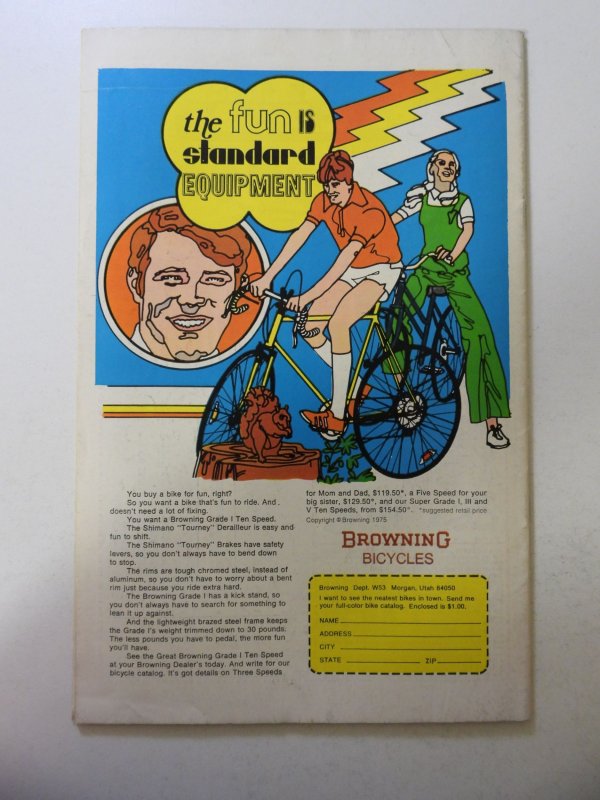 the fun IS
standard
EQUIPMENT
You buy a bike for fun, right?
So you want a bike that's fun to ride. And
doesn't need a lot of fixing.
You want a Browning Grade I Ten Speed.
The Shimano "Tourney" Derailleur is easy and
fun to shift.
The Shimano "Tourney" Brakes have safety
levers, so you don't always have to bend down
to stop.
The rims are tough chromed steel, instead of
aluminum, so you don't have to worry about a bent
rim just because you ride extra hard.
The Browning Grade I has a kick stand, so
you don't always have to search for something to
lean it up against.
And the lightweight brazed steel frame keeps
the Grade I's weight trimmed down to 30 pounds.
The less pounds you have to pedal, the more fun
you'll have.
See the Great Browning Grade I Ten Speed
at your Browning Dealer's today. And write for our
bicycle catalog. It's got details on Three Speeds
for Mom and Dad, $119.50*, a Five Speed for your
big sister, $129.50*, and our Super Grade I, III and
V Ten Speeds, from $154.50*. *suggested retail price
Copyright © Browning 1975
BROWNING
BICYCLES
Browning Dept. W53 Morgan, Utah 84050
I want to see the neatest bikes in town. Send me
your full-color bike catalog. Enclosed is $1.00.
NAME
ADDRESS
CITY
STATE ZIP